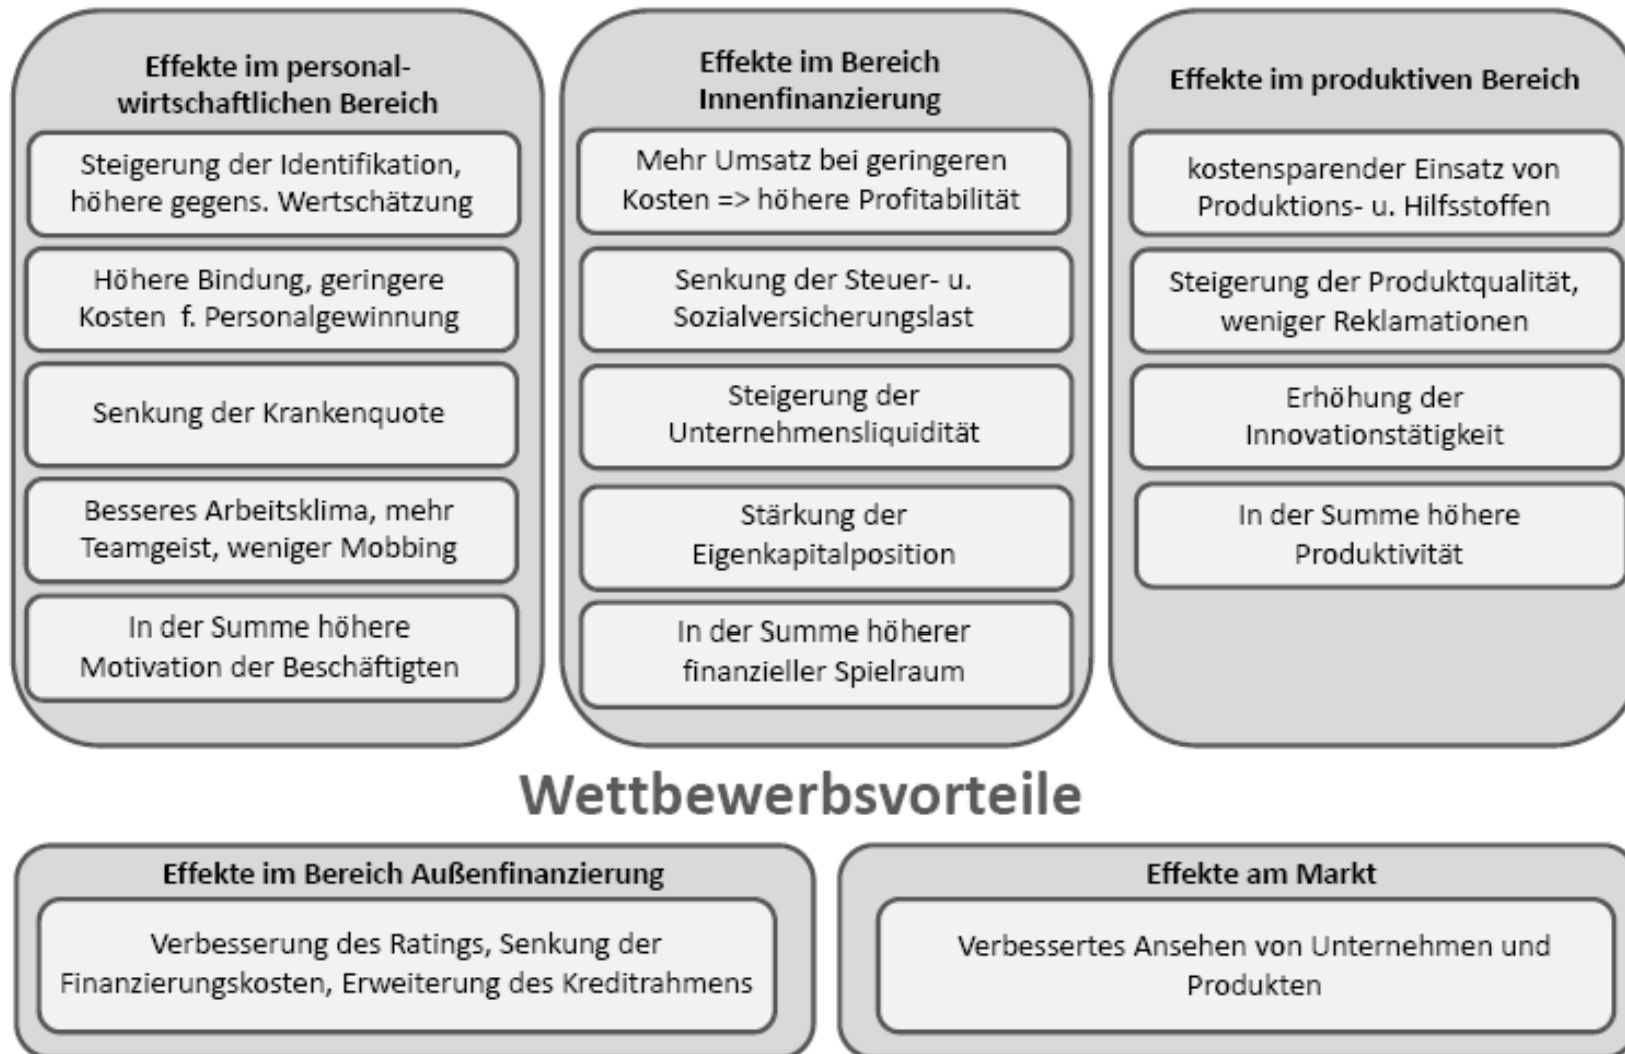 Effekte im personal-
wirtschaftlichen Bereich
Steigerung der Identifikation,
höhere gegens. Wertschätzung
Höhere Bindung, geringere
Kosten f. Personalgewinnung
Senkung der Krankenquote
Besseres Arbeitsklima, mehr
Teamgeist, weniger Mobbing
In der Summe höhere
Motivation der Beschäftigten
Effekte im Bereich
Innenfinanzierung
Mehr Umsatz bei geringeren
Kosten => höhere Profitabilität
Senkung der Steuer- u.
Sozialversicherungslast
Steigerung der
Unternehmensliquidität
Stärkung der
Eigenkapitalposition
In der Summe höherer
finanzieller Spielraum
Effekte im produktiven Bereich
kostensparender Einsatz von
Produktions- u. Hilfsstoffen
Steigerung der Produktqualität,
weniger Reklamationen
Erhöhung der
Innovationstätigkeit
In der Summe höhere
Produktivität
Wettbewerbsvorteile
Effekte im Bereich Außenfinanzierung
Verbesserung des Ratings, Senkung der
Finanzierungskosten, Erweiterung des Kreditrahmens
Effekte am Markt
Verbessertes Ansehen von Unternehmen und
Produkten